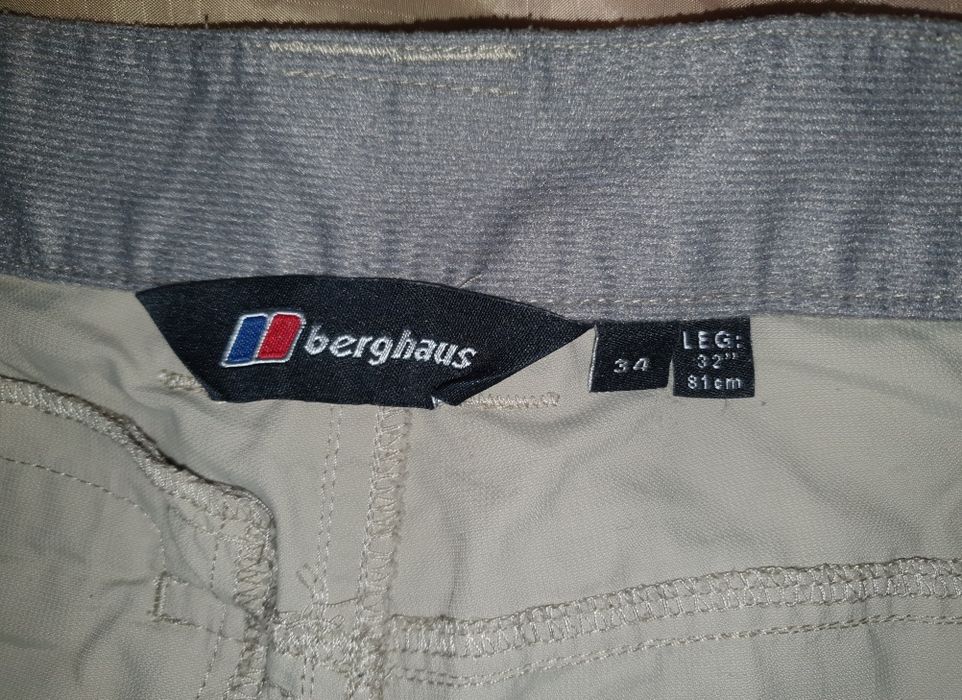 berghaus
34
LEG:
32"
81cm